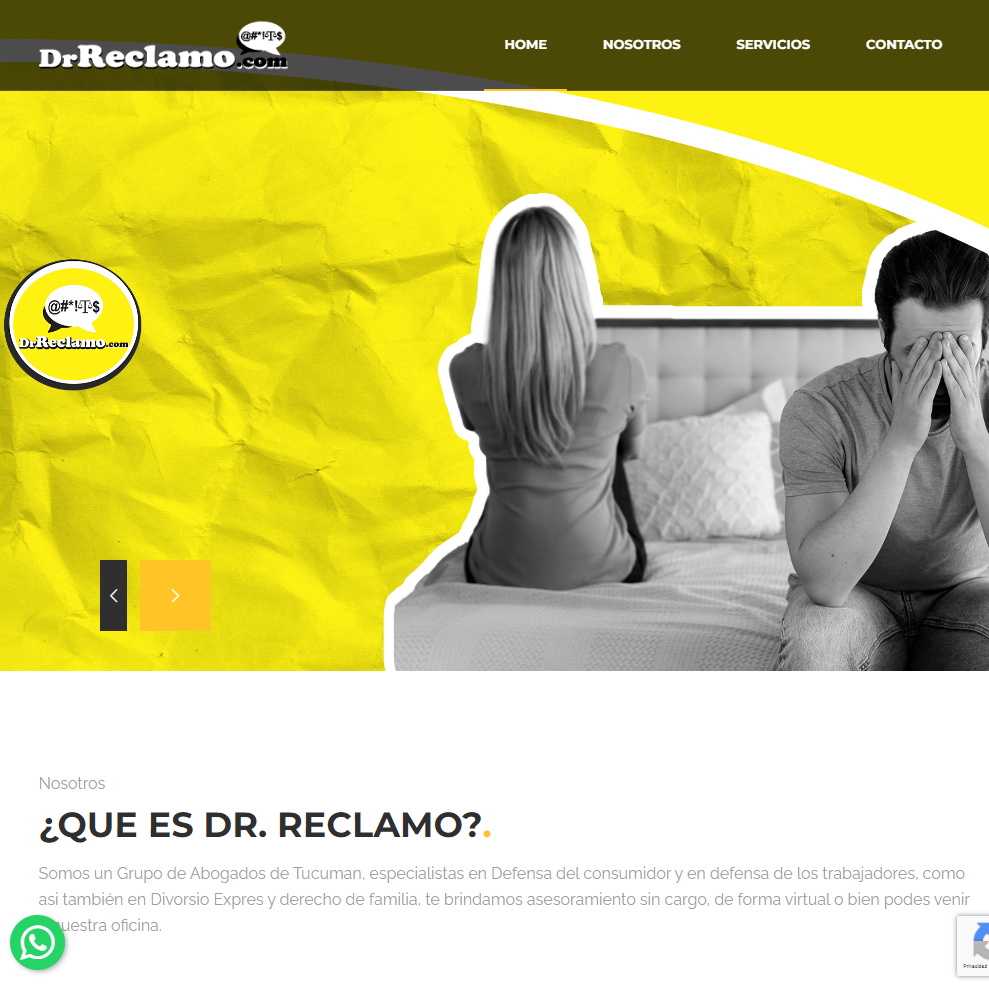 @#*!&$
DrReclamo.com
HOME
NOSOTROS
SERVICIOS
CONTACTO
DrReclamo.com
Nosotros
¿QUE ES DR. RECLAMO?.
Somos un Grupo de Abogados de Tucuman, especialistas en Defensa del consumidor y en defensa de los trabajadores, como
asi también en Divorsio Expres y derecho de familia, te brindamos asesoramiento sin cargo, de forma virtual o bien podes venir
nuestra oficina.
Privacidad